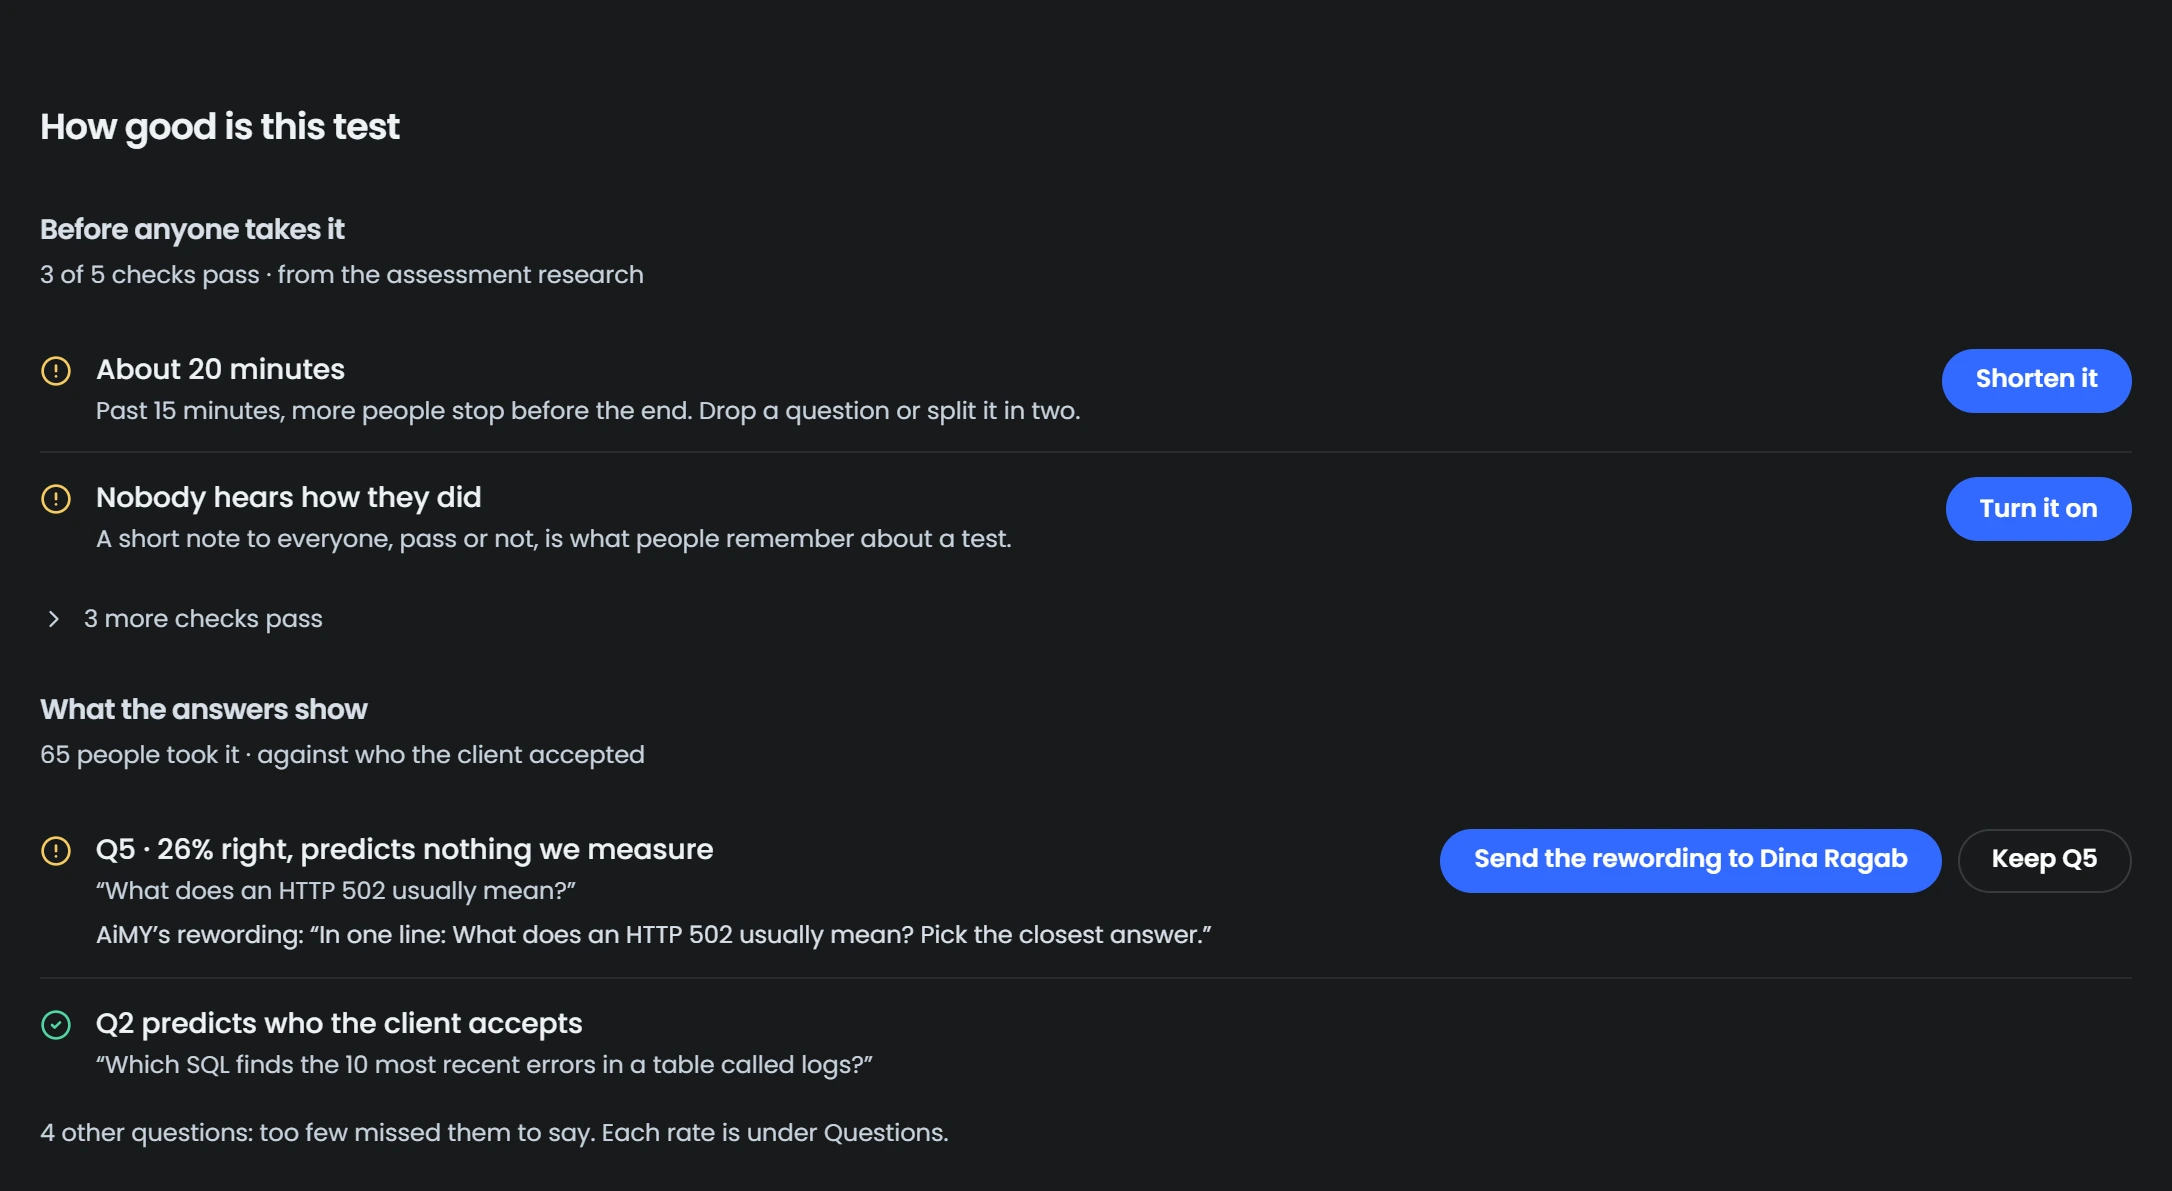 How good is this test
Before anyone takes it
3 of 5 checks pass · from the assessment research
About 20 minutes
Shorten it
Past 15 minutes, more people stop before the end. Drop a question or split it in two.
Nobody hears how they did
Turn it on
A short note to everyone, pass or not, is what people remember about a test.
3 more checks pass
What the answers show
65 people took it · against who the client accepted
Q5 · 26% right, predicts nothing we measure
Send the rewording to Dina Ragab
Keep Q5
“What does an HTTP 502 usually mean?”
AiMY’s rewording: “In one line: What does an HTTP 502 usually mean? Pick the closest answer.”
Q2 predicts who the client accepts
“Which SQL finds the 10 most recent errors in a table called logs?”
4 other questions: too few missed them to say. Each rate is under Questions.